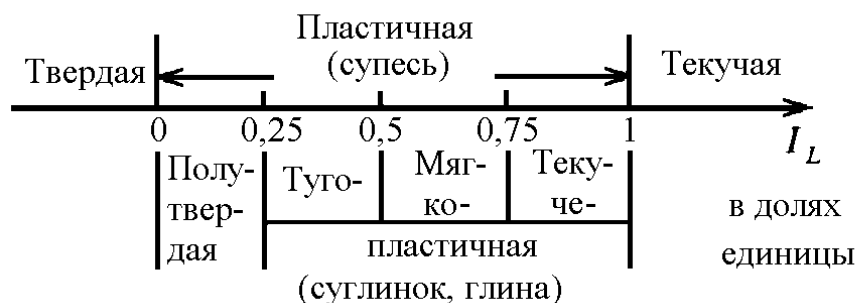 Пластичная
(супесь)
Твердая
Текучая
0 0,25 0,5 0,75 1
I_L
Полу-
твер-
дая
Туго-
Мяг-
ко-
Теку-
че-
пластичная
(суглинок, глина)
в долях
единицы